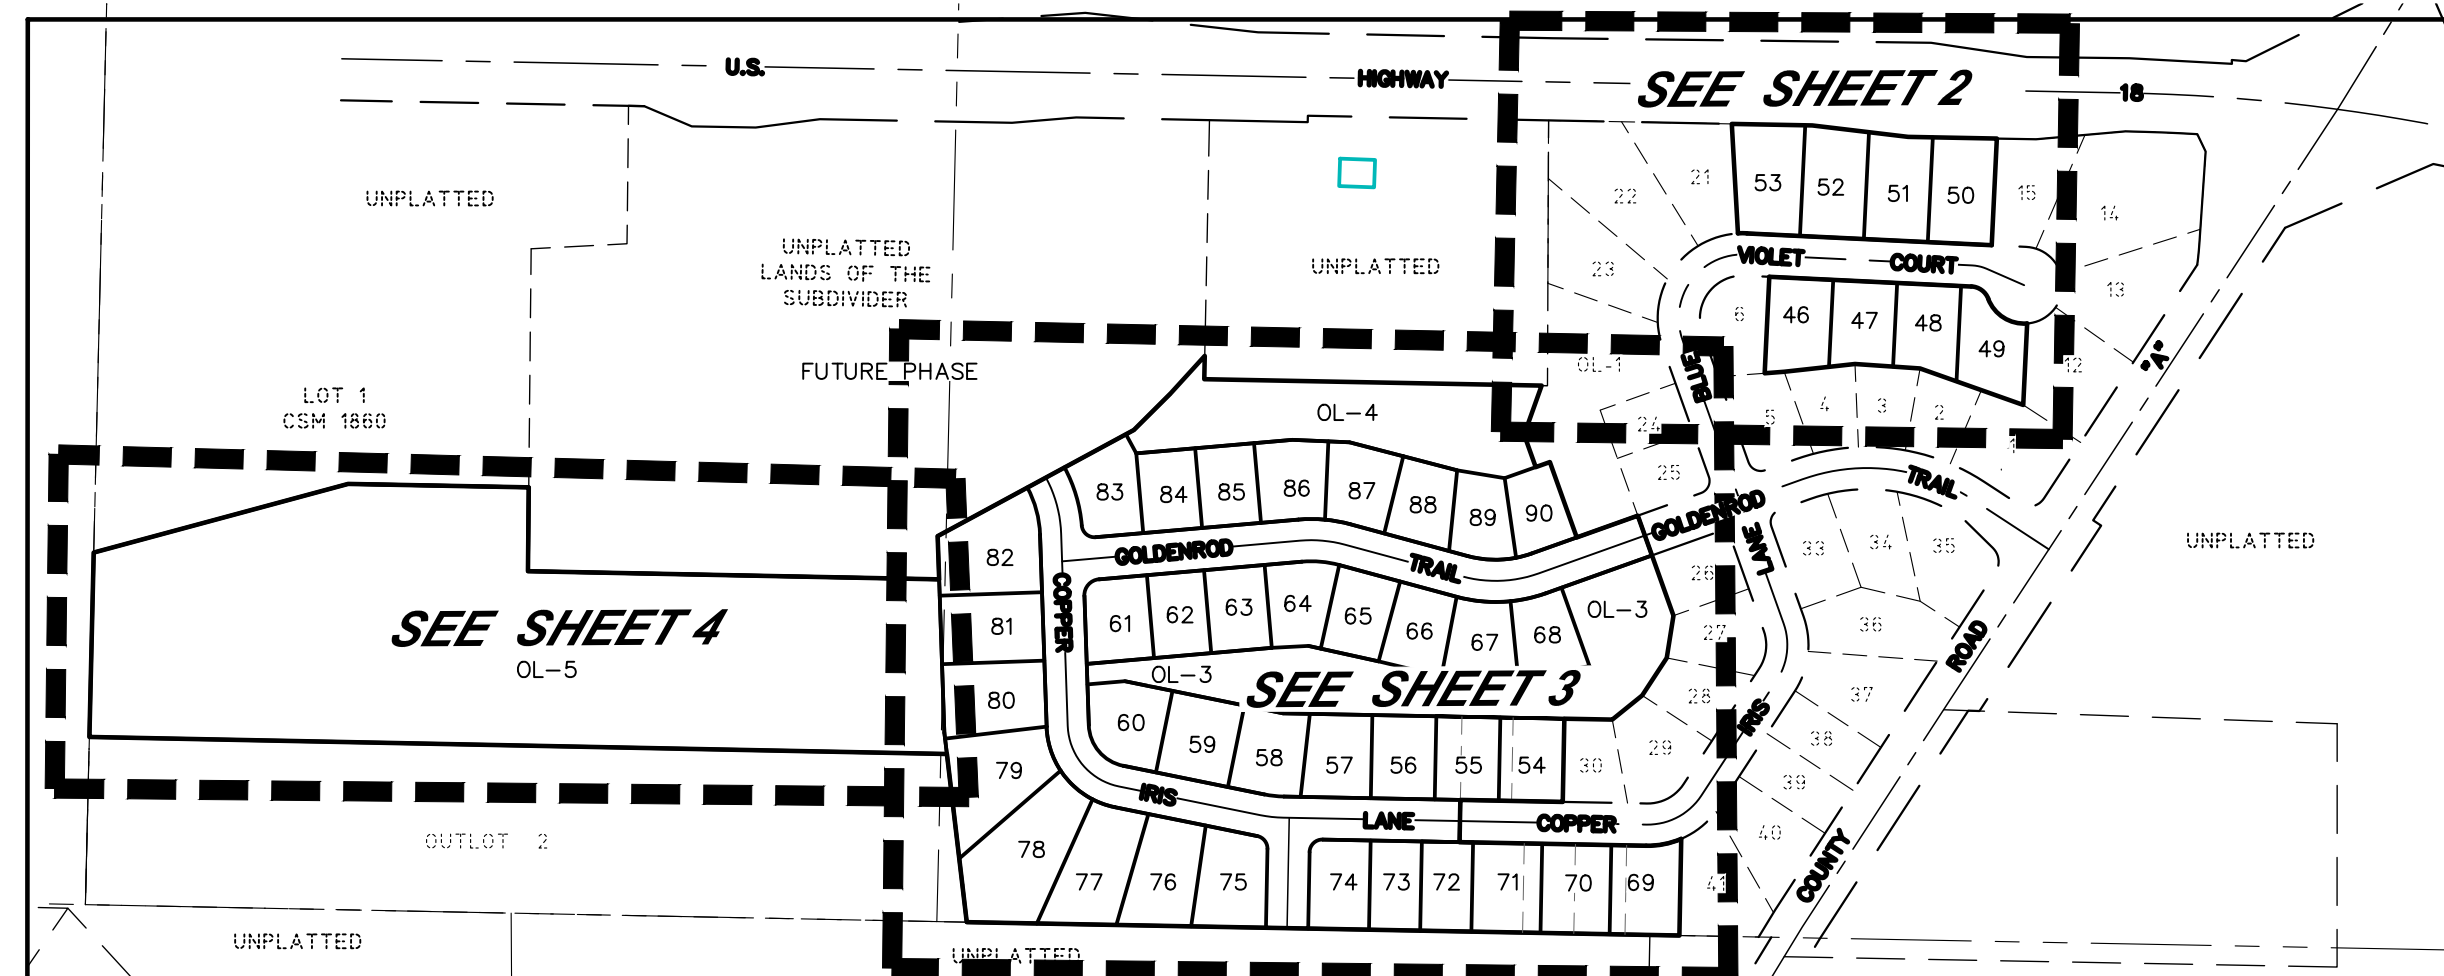 U.S.
HIGHWAY
18
SEE SHEET 2
UNPLATTED
UNPLATTED
LANDS OF THE
SUBDIVIDER
UNPLATTED
21
22
23
53
52
51
50
15
14
13
12
VIOLET
COURT
6
46
47
48
49
OL-1
BLUE
24
25
5
4
3
2
1
"A"
FUTURE PHASE
LOT 1
CSM 1860
OL-4
83
84
85
86
87
88
89
90
GOLDENROD
TRAIL
LANE
33
34
35
UNPLATTED
82
GOLDENROD
TRAIL
COPPER
81
61
62
63
64
65
66
67
68
OL-3
26
27
36
ROAD
SEE SHEET 4
OL-5
OL-3
SEE SHEET 3
80
60
59
58
57
56
55
54
30
29
28
IRIS
37
38
39
40
41
79
IRIS
LANE
COPPER
COUNTY
OUTLOT 2
78
77
76
75
74
73
72
71
70
69
UNPLATTED
UNPLATTED